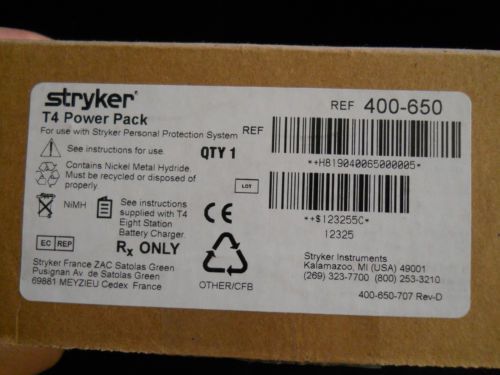 stryker®
REF 400-650
T4 Power Pack
For use with Stryker Personal Protection System
REF
See instructions for use.
QTY 1
*+H819040065000005*
Contains Nickel Metal Hydride.
Must be recycled or disposed of
properly.
LOT
NiMH
See instructions
supplied with T4
Eight Station
Battery Charger.
CE
*+$123255C*
12325
EC REP
Rx ONLY
Stryker France ZAC Satolas Green
Pusignan Av. de Satolas Green
69881 MEYZIEU Cedex France
OTHER/CFB
Stryker Instruments
Kalamazoo, MI (USA) 49001
(269) 323-7700 (800) 253-3210
400-650-707 Rev-D